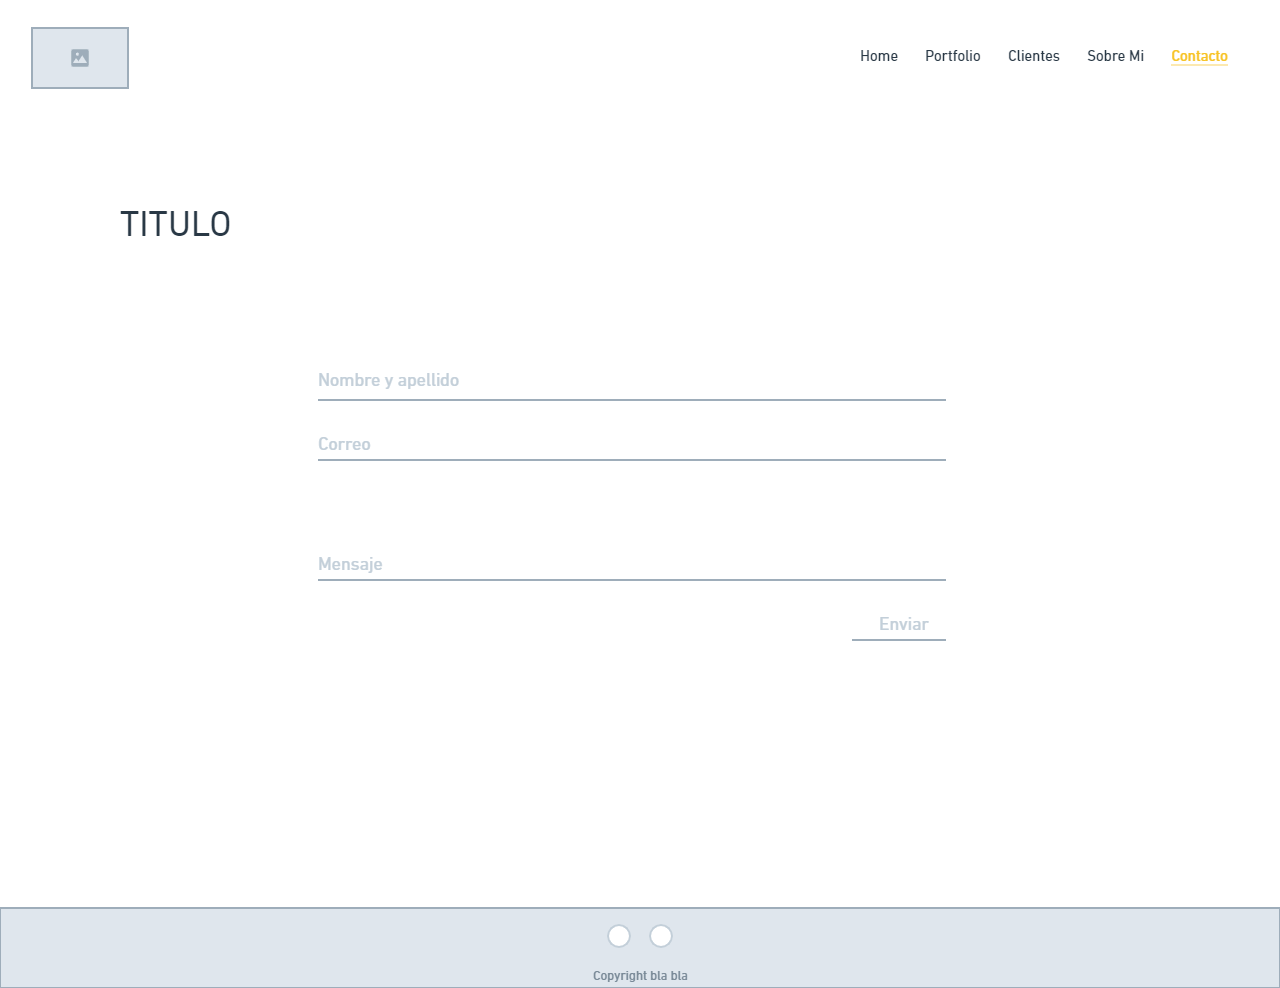 Home Portfolio Clientes Sobre Mi Contacto
TITULO
Nombre y apellido
Correo
Mensaje
Enviar
Copyright bla bla